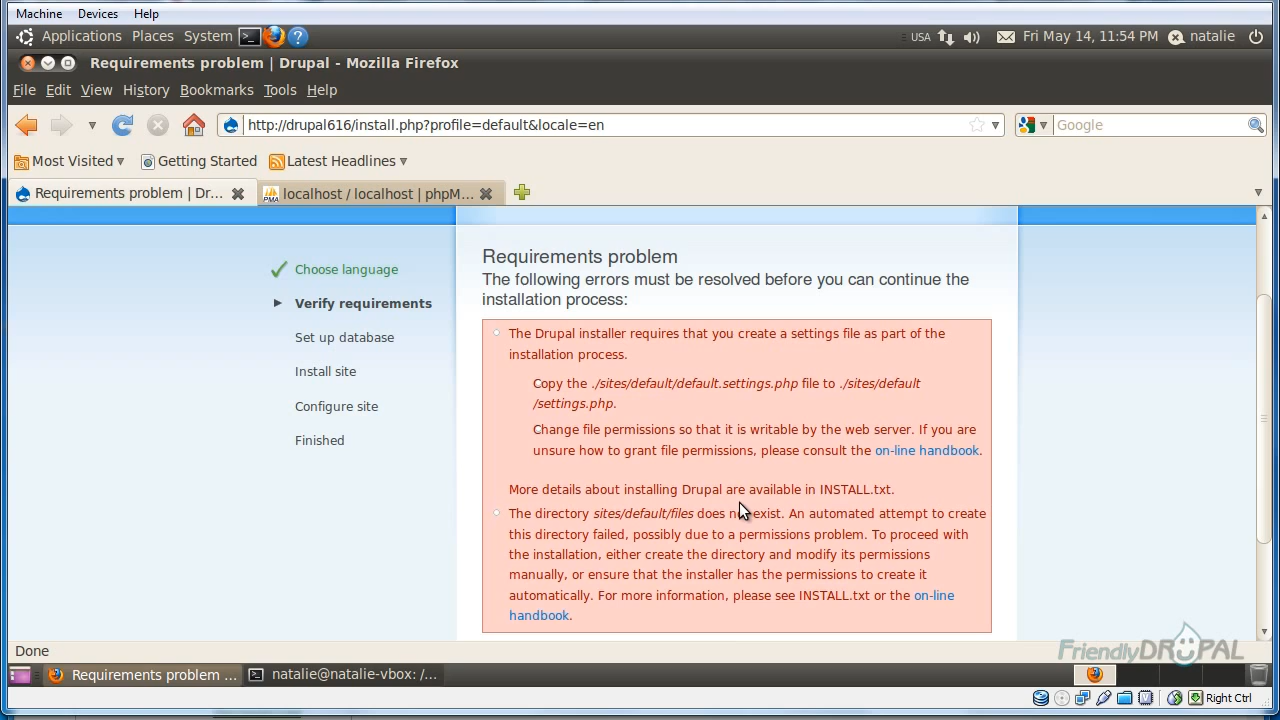 Machine Devices Help
Applications Places System USA Fri May 14, 11:54 PM natalie
Requirements problem | Drupal - Mozilla Firefox
File Edit View History Bookmarks Tools Help
http://drupal616/install.php?profile=default&locale=en Google
Most Visited Getting Started Latest Headlines
Requirements problem | Dr... localhost / localhost | phpM...
Choose language
Verify requirements
Set up database
Install site
Configure site
Finished
Requirements problem
The following errors must be resolved before you can continue the
installation process:
The Drupal installer requires that you create a settings file as part of the
installation process.
Copy the ./sites/default/default.settings.php file to ./sites/default
/settings.php.
Change file permissions so that it is writable by the web server. If you are
unsure how to grant file permissions, please consult the on-line handbook.
More details about installing Drupal are available in INSTALL.txt.
The directory sites/default/files does not exist. An automated attempt to create
this directory failed, possibly due to a permissions problem. To proceed with
the installation, either create the directory and modify its permissions
manually, or ensure that the installer has the permissions to create it
automatically. For more information, please see INSTALL.txt or the on-line
handbook.
Done
FriendlyDRUPAL
Requirements problem ... natalie@natalie-vbox: /...
Right Ctrl